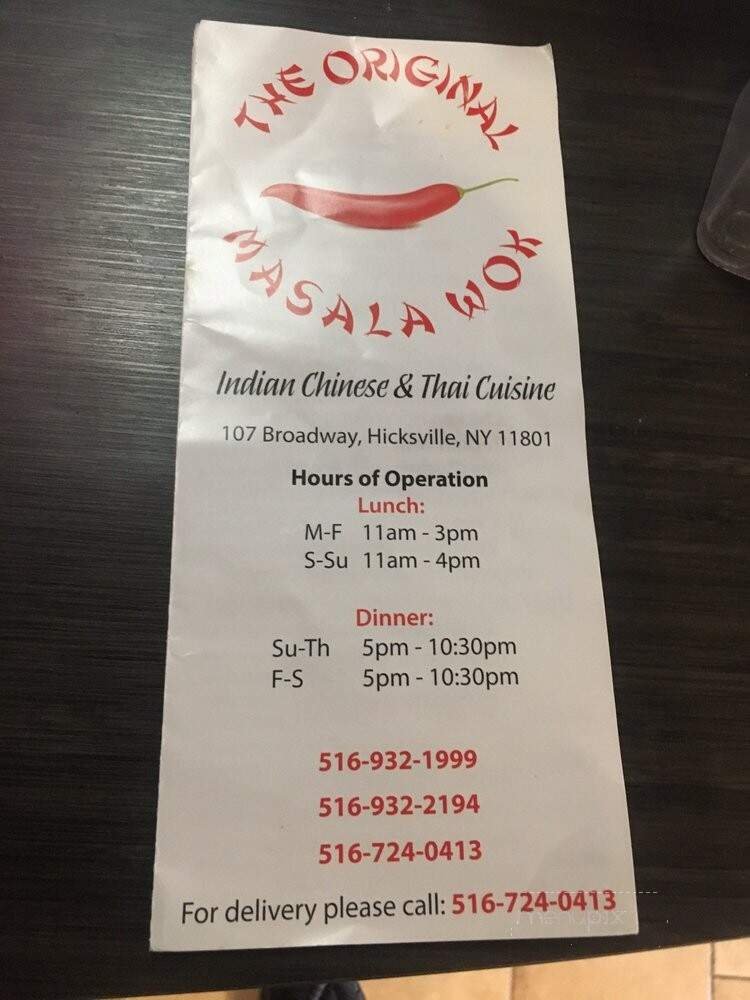 THE ORIGINAL
MASALA WOK
Indian Chinese & Thai Cuisine
107 Broadway, Hicksville, NY 11801
Hours of Operation
Lunch:
M-F 11am - 3pm
S-Su 11am - 4pm
Dinner:
Su-Th 5pm - 10:30pm
F-S 5pm - 10:30pm
516-932-1999
516-932-2194
516-724-0413
For delivery please call: 516-724-0413
menupix